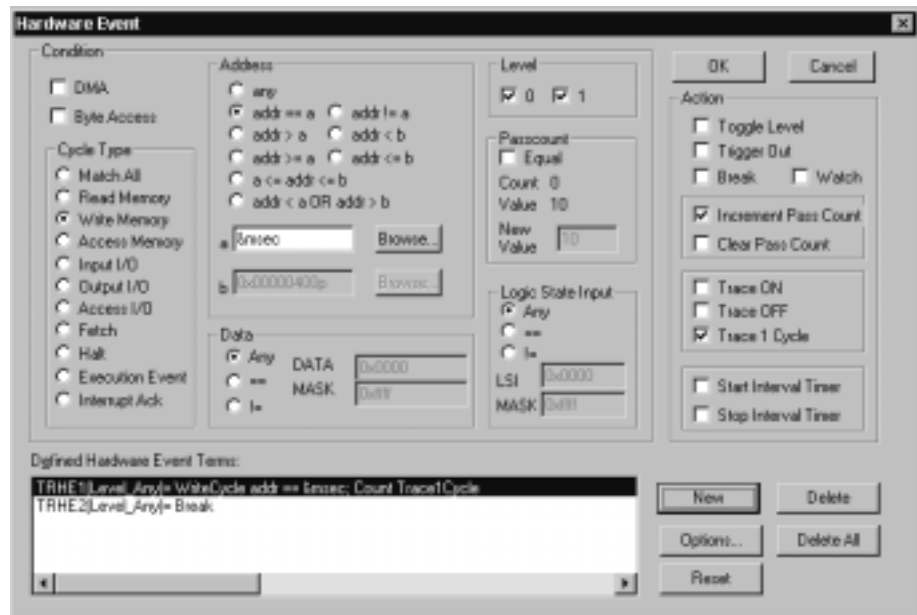 Hardware Event
Condition
DMA
Byte Access
Cycle Type
Match All
Read Memory
Write Memory
Access Memory
Input I/O
Output I/O
Access I/O
Fetch
Halt
Execution Event
Interrupt Ack
Address
any
addr == a addr != a
addr > a addr < b
addr >= a addr <= b
a <= addr <= b
addr < a OR addr > b
a &msec Browse...
b 0x00000400p Browse...
Data
Any
==
!=
DATA 0x0000
MASK 0xffff
Level
0 1
Passcount
Equal
Count 0
Value 10
New Value 10
Logic State Input
Any
==
!=
LSI 0x0000
MASK 0xffff
OK Cancel
Action
Toggle Level
Trigger Out
Break Watch
Increment Pass Count
Clear Pass Count
Trace ON
Trace OFF
Trace 1 Cycle
Start Interval Timer
Stop Interval Timer
Defined Hardware Event Terms:
TRHE1(Level_Any)= WriteCycle addr == &msec; Count Trace1Cycle
TRHE2(Level_Any)= Break
New Delete
Options... Delete All
Reset